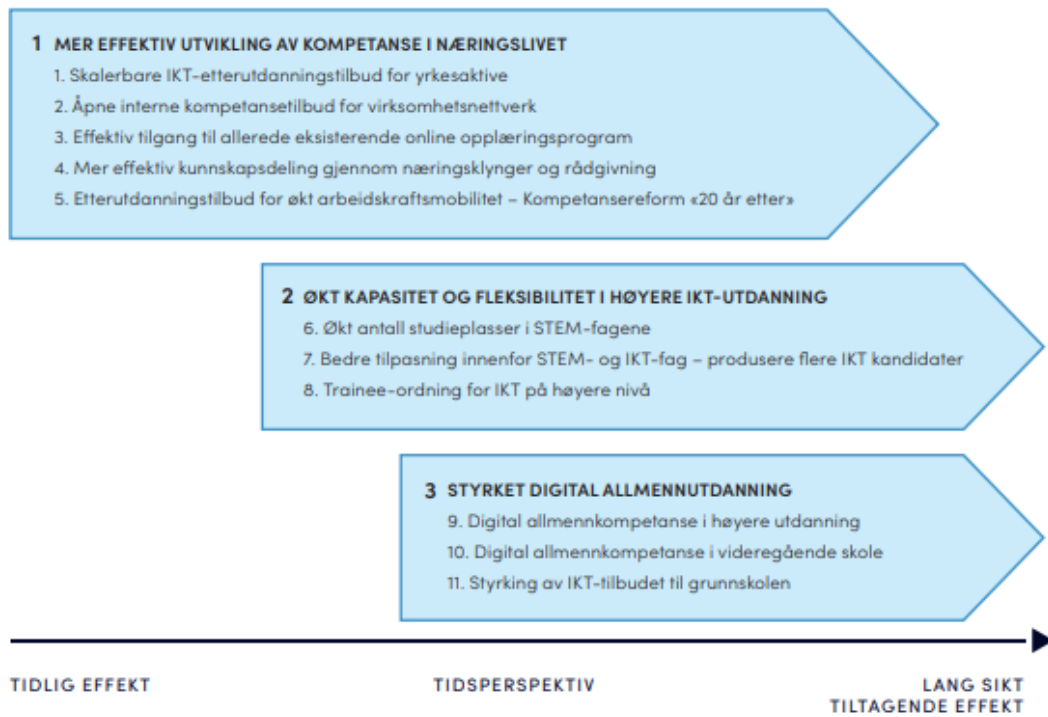 1 MER EFFEKTIV UTVIKLING AV KOMPETANSE I NÆRINGSLIVET
1. Skalerbare IKT-etterutdanningstilbud for yrkesaktive
2. Åpne interne kompetansetilbud for virksomhetsnettverk
3. Effektiv tilgang til allerede eksisterende online opplæringsprogram
4. Mer effektiv kunnskapsdeling gjennom næringsklynger og rådgivning
5. Etterutdanningstilbud for økt arbeidskraftsmobilitet – Kompetansereform «20 år etter»
2 ØKT KAPASITET OG FLEKSIBILITET I HØYERE IKT-UTDANNING
6. Økt antall studieplasser i STEM-fagene
7. Bedre tilpasning innenfor STEM- og IKT-fag – produsere flere IKT kandidater
8. Trainee-ordning for IKT på høyere nivå
3 STYRKET DIGITAL ALLMENNUTDANNING
9. Digital allmennkompetanse i høyere utdanning
10. Digital allmennkompetanse i videregående skole
11. Styrking av IKT-tilbudet til grunnskolen
TIDLIG EFFEKT
TIDSPERSPEKTIV
LANG SIKT
TILTAGENDE EFFEKT